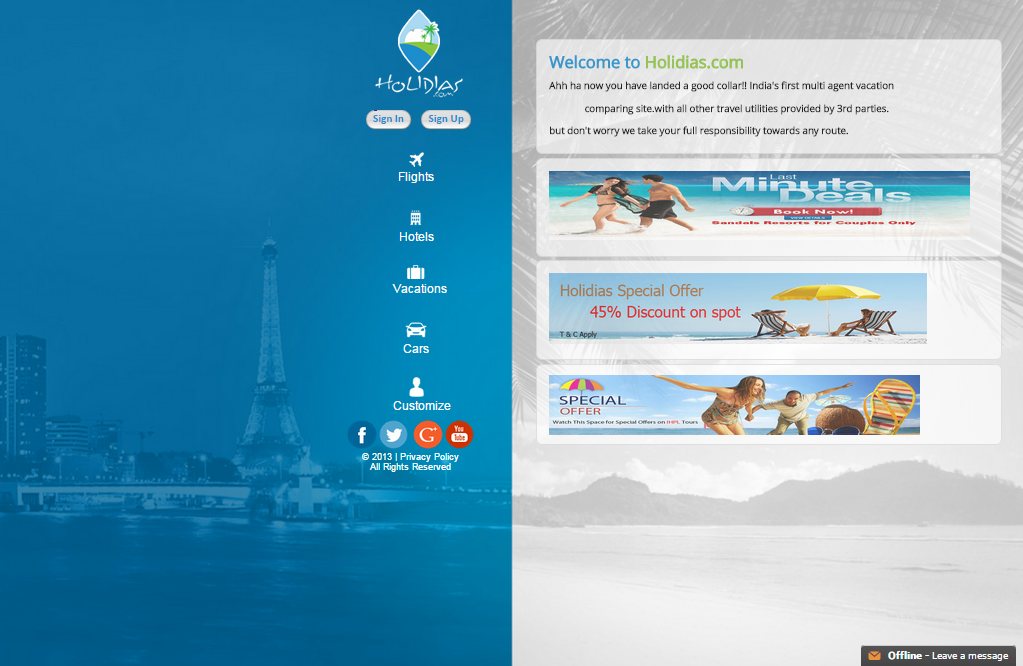 HOLIDIAS
.com
Sign In
Sign Up
Flights
Hotels
Vacations
Cars
Customize
f
G+
You
Tube
© 2013 | Privacy Policy
All Rights Reserved
Welcome to Holidias.com
Ahh ha now you have landed a good collar!! India's first multi agent vacation
comparing site.with all other travel utilities provided by 3rd parties.
but don't worry we take your full responsibility towards any route.
Last
Minute
Deals
Book Now!
Sandals Resorts for Couples Only
Holidias Special Offer
45% Discount on spot
T & C Apply
SPECIAL
OFFER
Watch This Space for Special Offers on IHPL Tours
Offline - Leave a message